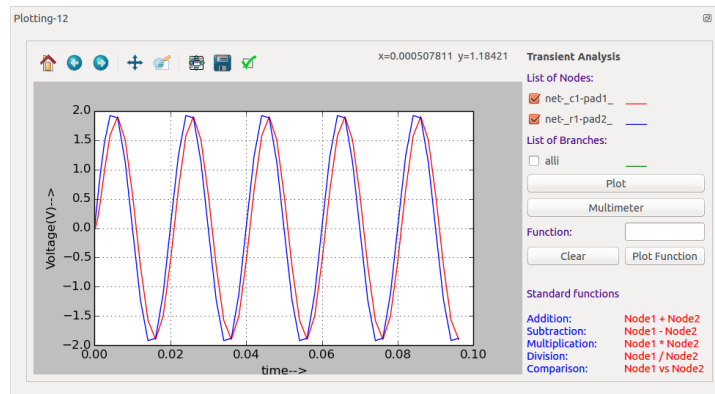 Plotting-12
x=0.000507811 y=1.18421
Transient Analysis
List of Nodes:
net-_c1-pad1_
net-_r1-pad2_
List of Branches:
alli
Plot
Multimeter
Function:
Clear Plot Function
Standard functions
Addition: Node1 + Node2
Subtraction: Node1 - Node2
Multiplication: Node1 * Node2
Division: Node1 / Node2
Comparison: Node1 vs Node2
Voltage(V)-->
2.0
1.5
1.0
0.5
0.0
−0.5
−1.0
−1.5
−2.0
0.00 0.02 0.04 0.06 0.08 0.10
time-->